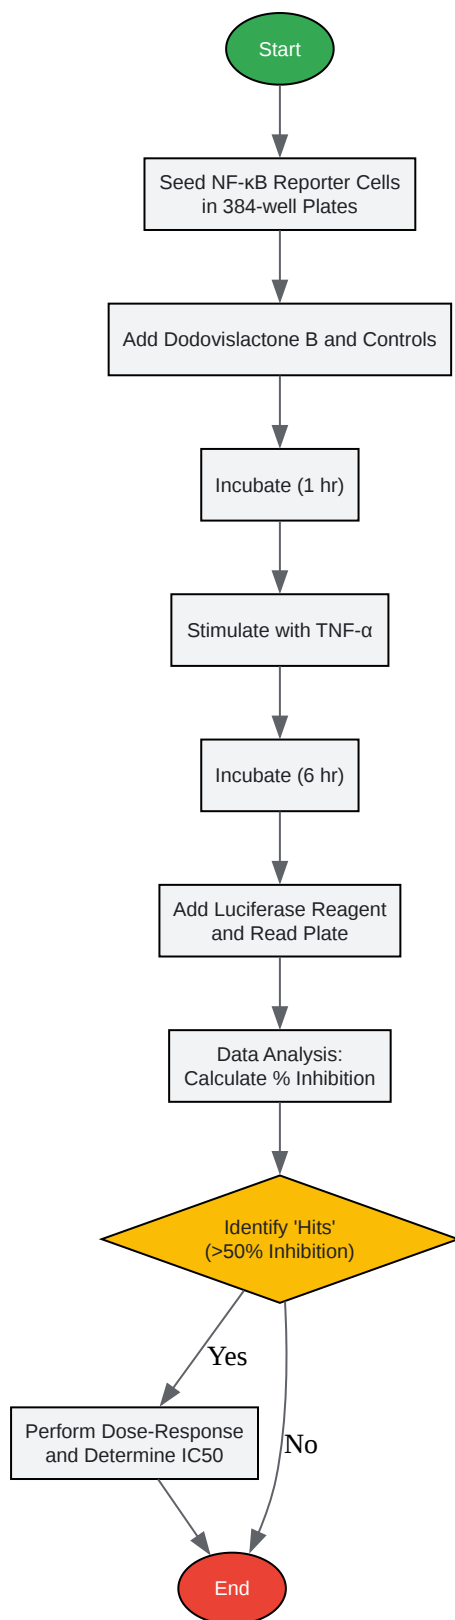 Start
Seed NF-κB Reporter Cells
in 384-well Plates
Add Dodovislactone B and Controls
Incubate (1 hr)
Stimulate with TNF-α
Incubate (6 hr)
Add Luciferase Reagent
and Read Plate
Data Analysis:
Calculate % Inhibition
Identify 'Hits'
(>50% Inhibition)
Yes
Perform Dose-Response
and Determine IC50
No
End